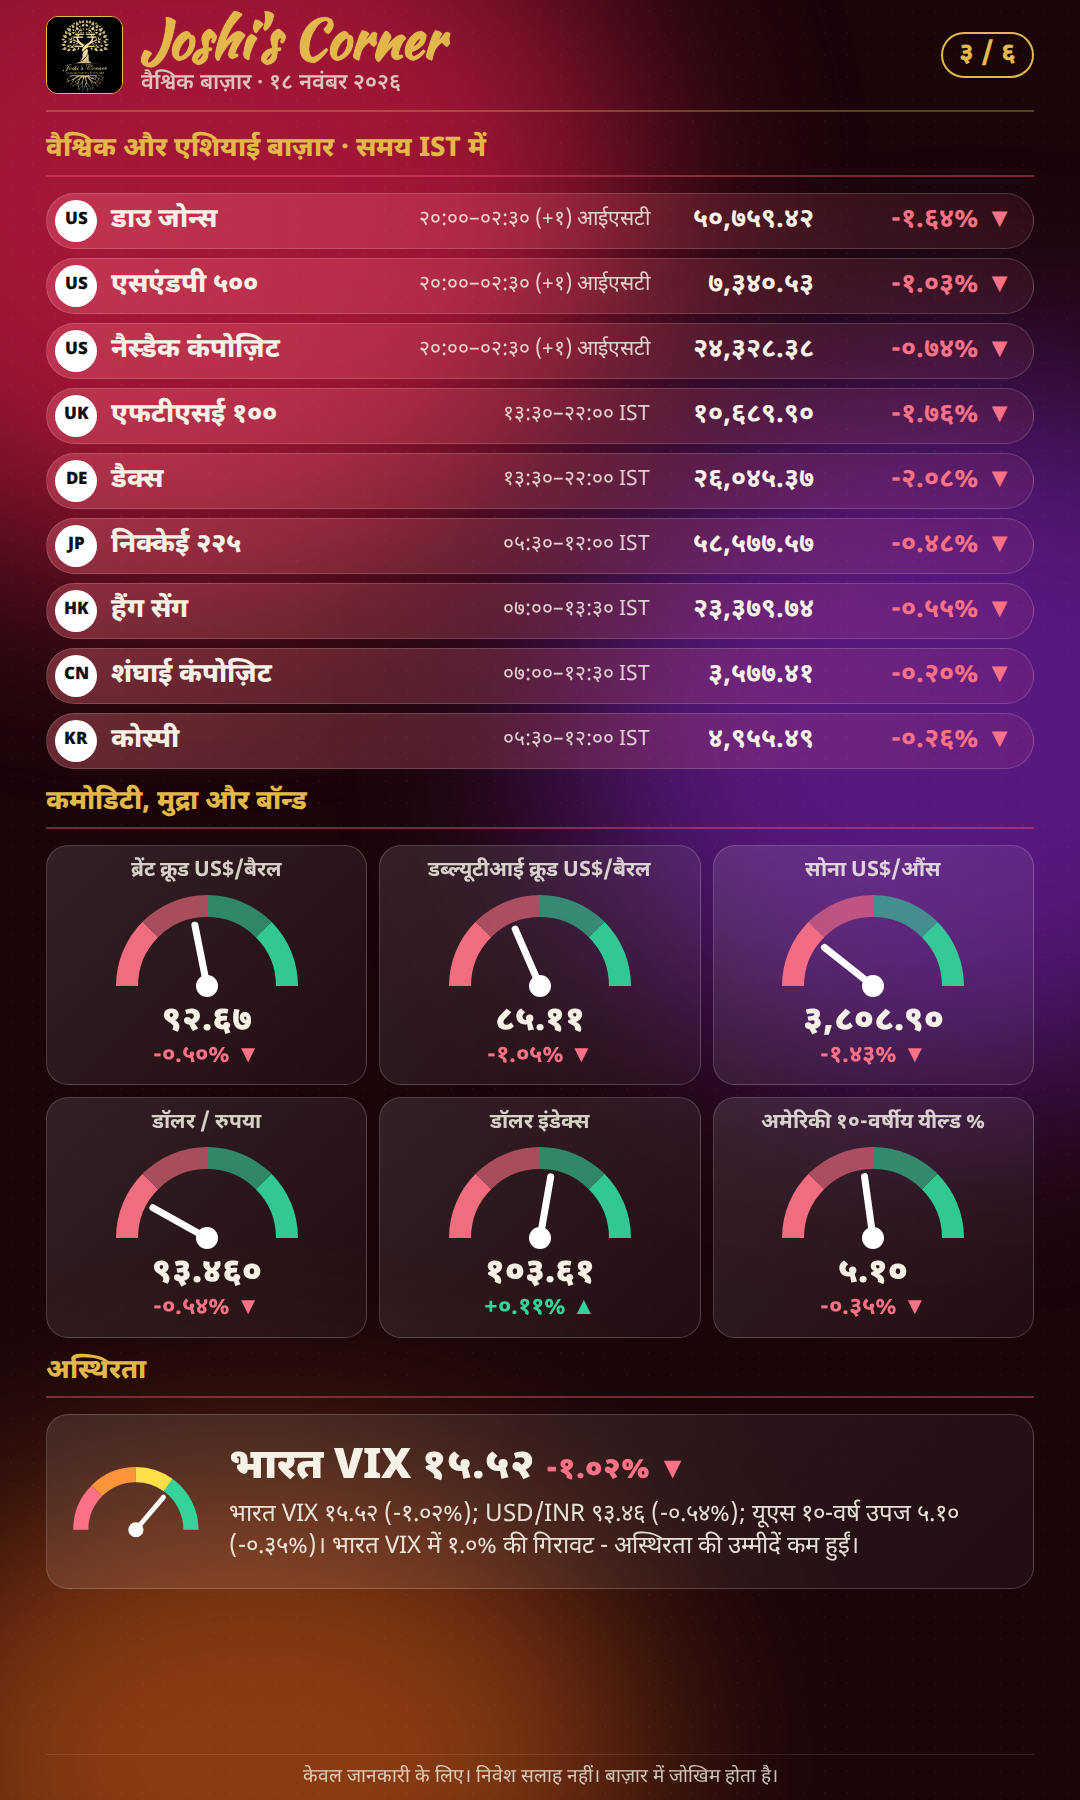 Joshi's Corner
Joshi's Corner
वैश्विक बाज़ार · १८ नवंबर २०२६
३ / ६
वैश्विक और एशियाई बाज़ार · समय IST में
US डाउ जोन्स २०:००–०२:३० (+१) आईएसटी ५०,७५९.४२ -१.६४% ▼
US एसएंडपी ५०० २०:००–०२:३० (+१) आईएसटी ७,३४०.५३ -१.०३% ▼
US नैस्डैक कंपोज़िट २०:००–०२:३० (+१) आईएसटी २४,३२८.३८ -०.७४% ▼
UK एफटीएसई १०० १३:३०–२२:०० IST १०,६८९.९० -१.७६% ▼
DE डैक्स १३:३०–२२:०० IST २६,०४५.३७ -२.०८% ▼
JP निक्केई २२५ ०५:३०–१२:०० IST ५८,५७७.५७ -०.४८% ▼
HK हैंग सेंग ०७:००–१३:३० IST २३,३७९.७४ -०.५५% ▼
CN शंघाई कंपोज़िट ०७:००–१२:३० IST ३,५७७.४१ -०.२०% ▼
KR कोस्पी ०५:३०–१२:०० IST ४,९५५.४९ -०.२६% ▼
कमोडिटी, मुद्रा और बॉन्ड
ब्रेंट क्रूड US$/बैरल
९२.६७
-०.५०% ▼
डब्ल्यूटीआई क्रूड US$/बैरल
८५.११
-१.०५% ▼
सोना US$/औंस
३,८०८.९०
-१.४३% ▼
डॉलर / रुपया
९३.४६०
-०.५४% ▼
डॉलर इंडेक्स
१०३.६१
+०.११% ▲
अमेरिकी १०-वर्षीय यील्ड %
५.१०
-०.३५% ▼
अस्थिरता
भारत VIX १५.५२ -१.०२% ▼
भारत VIX १५.५२ (-१.०२%); USD/INR ९३.४६ (-०.५४%); यूएस १०-वर्ष उपज ५.१०
(-०.३५%)। भारत VIX में १.०% की गिरावट - अस्थिरता की उम्मीदें कम हुईं।
केवल जानकारी के लिए। निवेश सलाह नहीं। बाज़ार में जोखिम होता है।